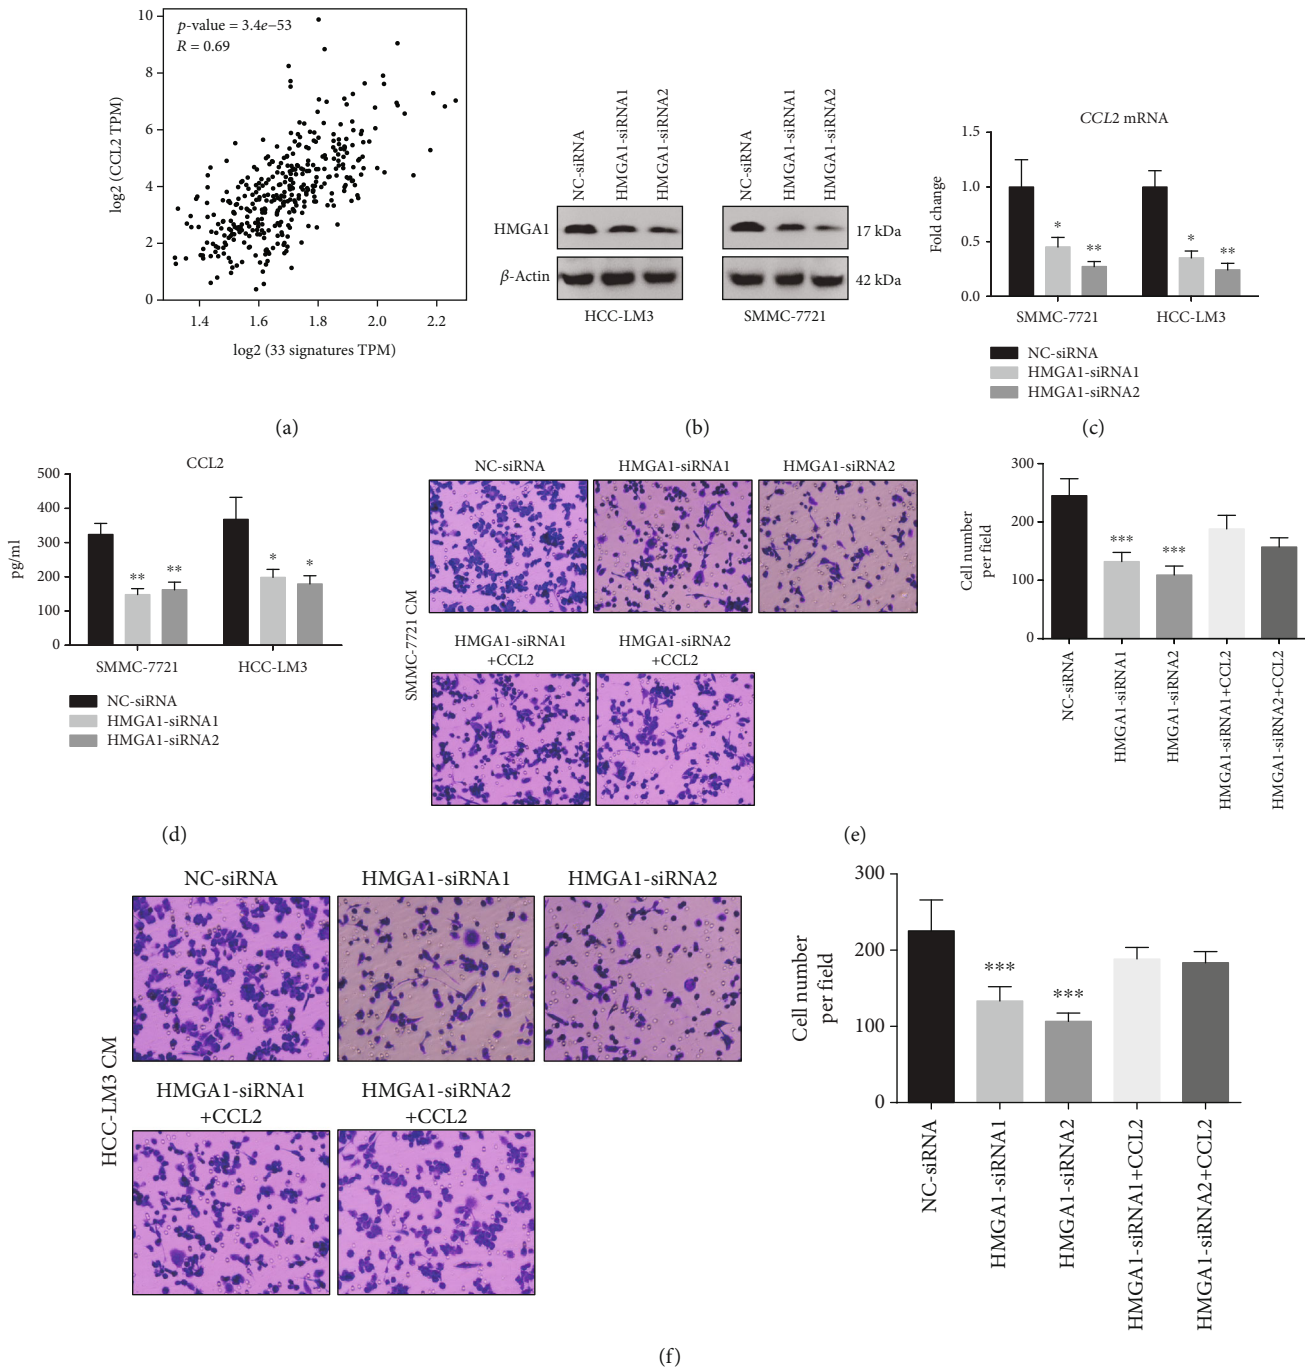 p-value = 3.4e−53
R = 0.69
10
8
6
4
2
0
log2 (CCL2 TPM)
1.4 1.6 1.8 2.0 2.2
log2 (33 signatures TPM)
(a)
NC-siRNA
HMGA1-siRNA1
HMGA1-siRNA2
NC-siRNA
HMGA1-siRNA1
HMGA1-siRNA2
HMGA1
17 kDa
β-Actin
42 kDa
HCC-LM3
SMMC-7721
(b)
CCL2 mRNA
Fold change
1.5
1.0
0.5
0.0
*
**
*
**
SMMC-7721
HCC-LM3
NC-siRNA
HMGA1-siRNA1
HMGA1-siRNA2
(c)
CCL2
pg/ml
500
400
300
200
100
0
**
**
*
*
SMMC-7721
HCC-LM3
NC-siRNA
HMGA1-siRNA1
HMGA1-siRNA2
(d)
SMMC-7721 CM
NC-siRNA
HMGA1-siRNA1
HMGA1-siRNA2
HMGA1-siRNA1
+CCL2
HMGA1-siRNA2
+CCL2
Cell number
per field
300
200
100
0
***
***
NC-siRNA
HMGA1-siRNA1
HMGA1-siRNA2
HMGA1-siRNA1+CCL2
HMGA1-siRNA2+CCL2
(e)
HCC-LM3 CM
NC-siRNA
HMGA1-siRNA1
HMGA1-siRNA2
HMGA1-siRNA1
+CCL2
HMGA1-siRNA2
+CCL2
Cell number
per field
300
200
100
0
***
***
NC-siRNA
HMGA1-siRNA1
HMGA1-siRNA2
HMGA1-siRNA1+CCL2
HMGA1-siRNA2+CCL2
(f)